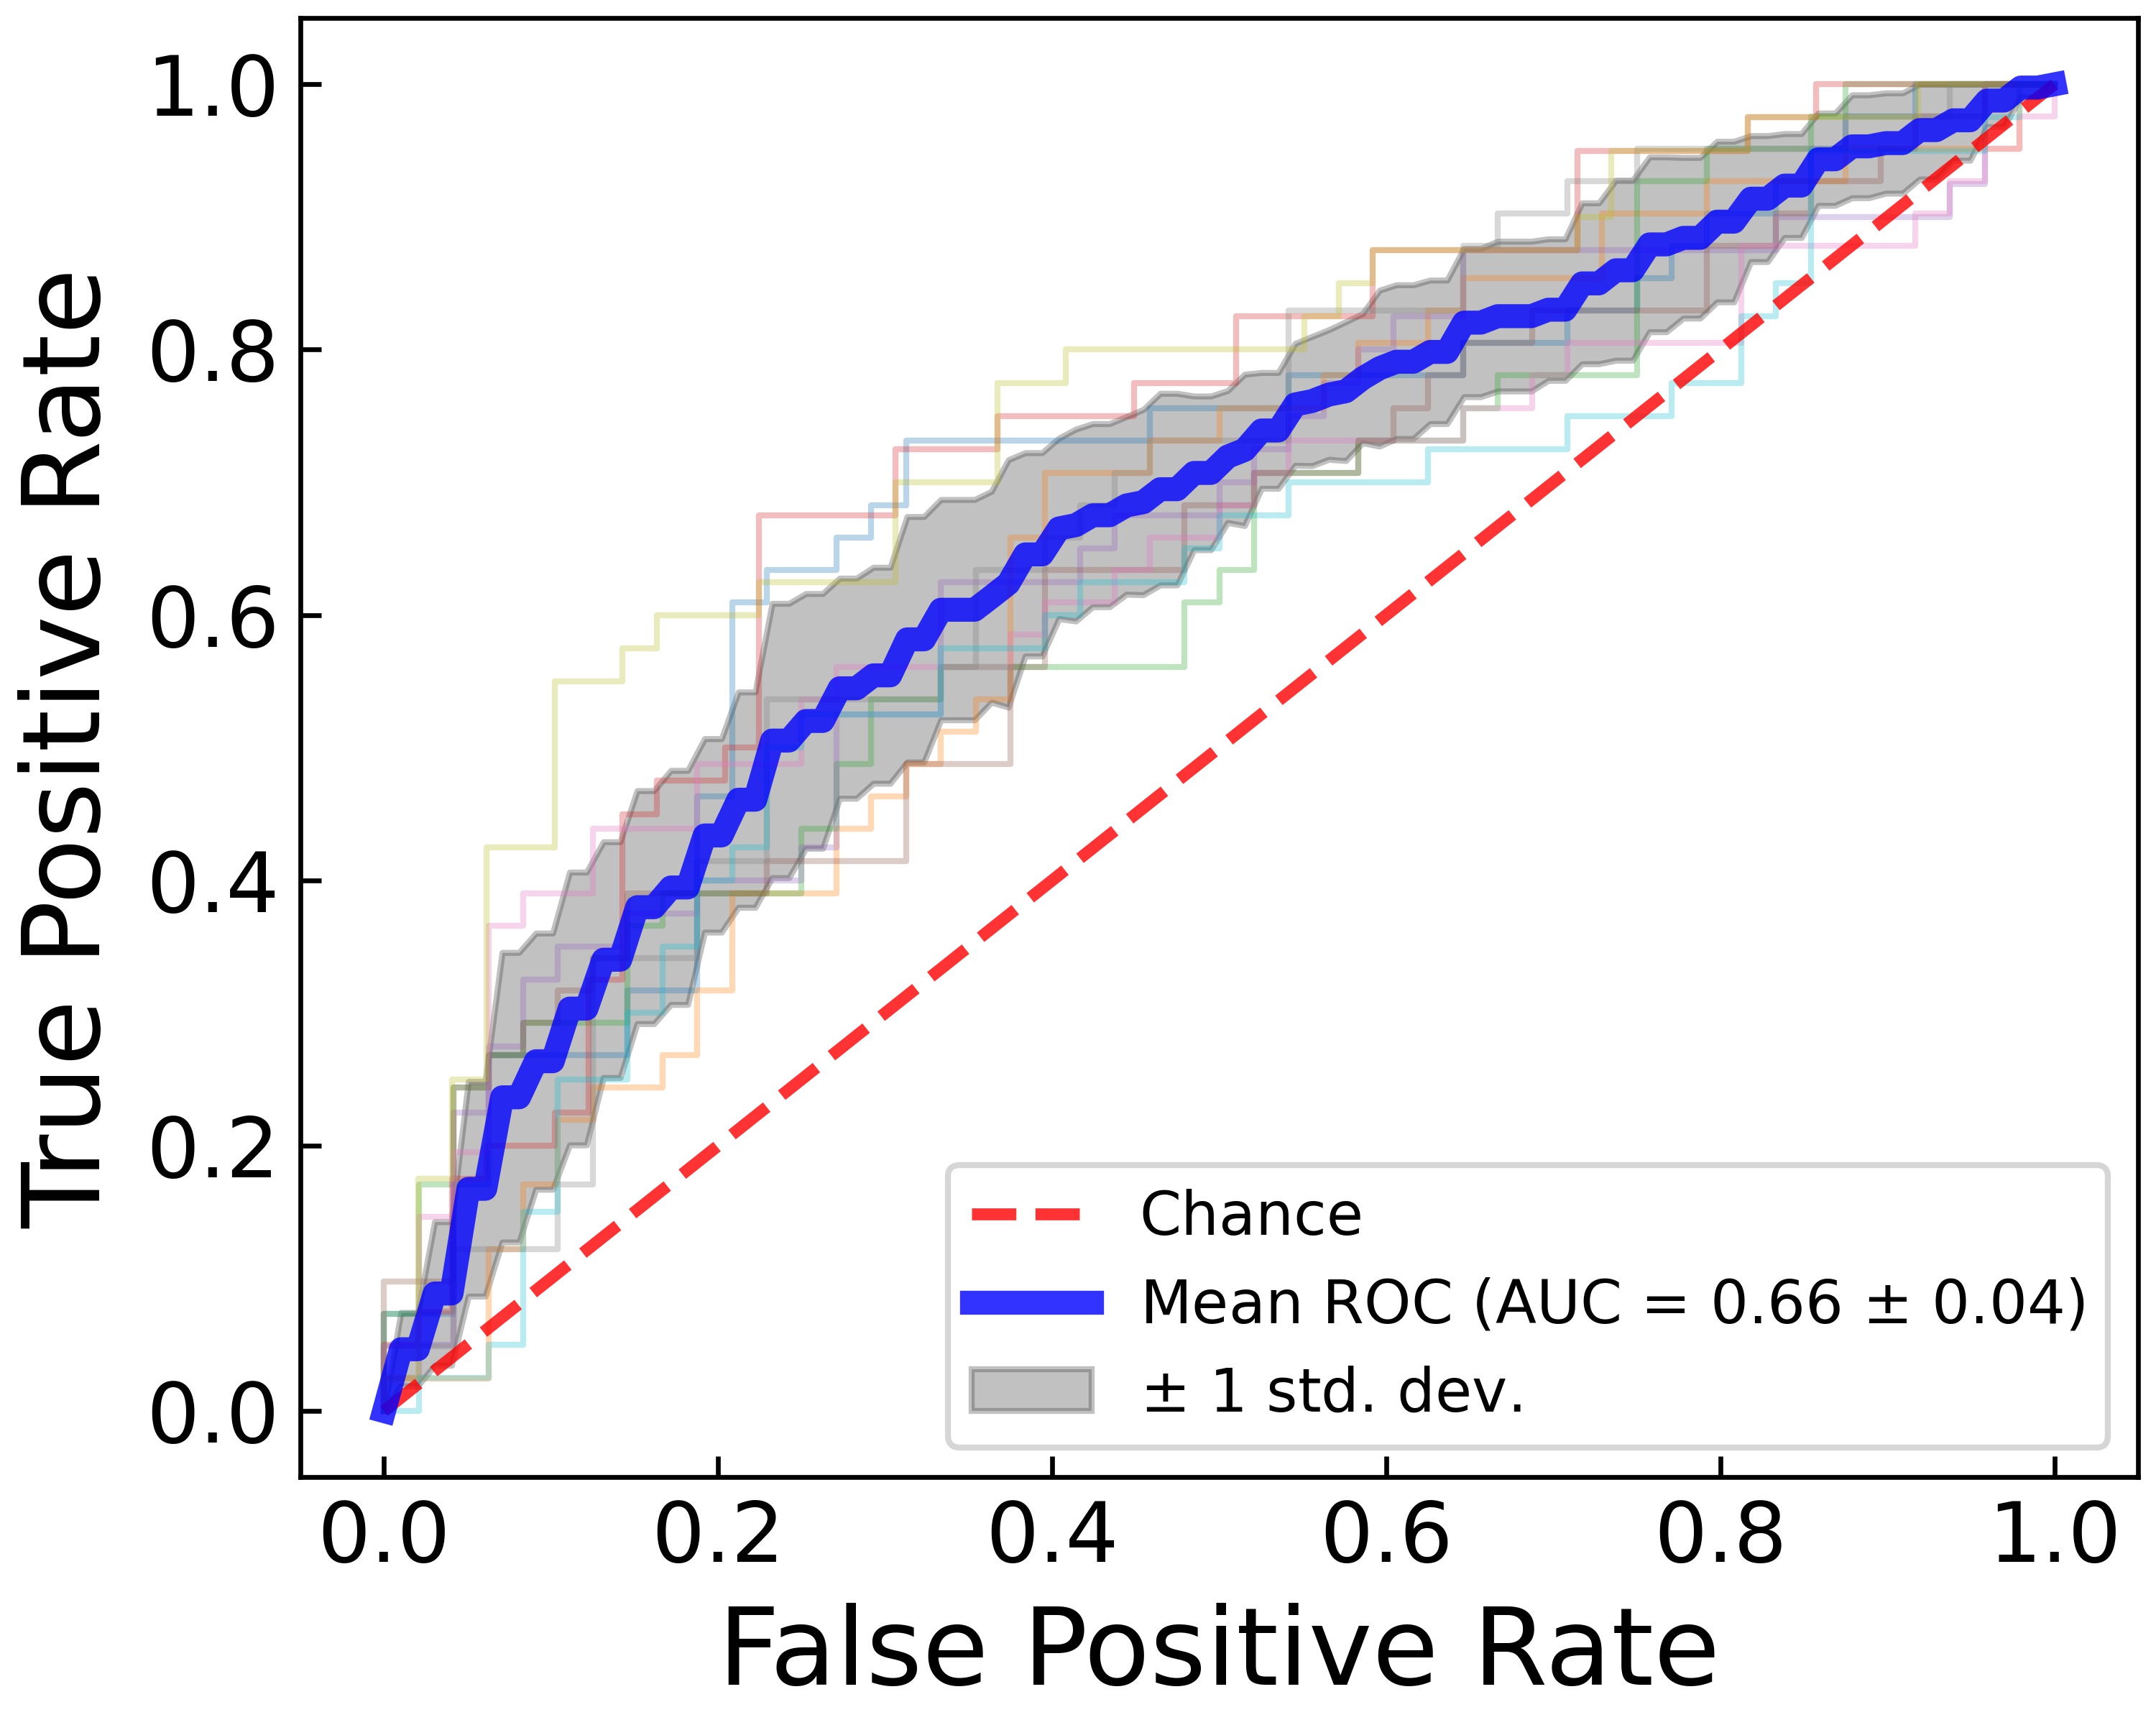 True Positive Rate
1.0
0.8
0.6
0.4
0.2
0.0
Chance
Mean ROC (AUC = 0.66 ± 0.04)
± 1 std. dev.
0.0 0.2 0.4 0.6 0.8 1.0
False Positive Rate